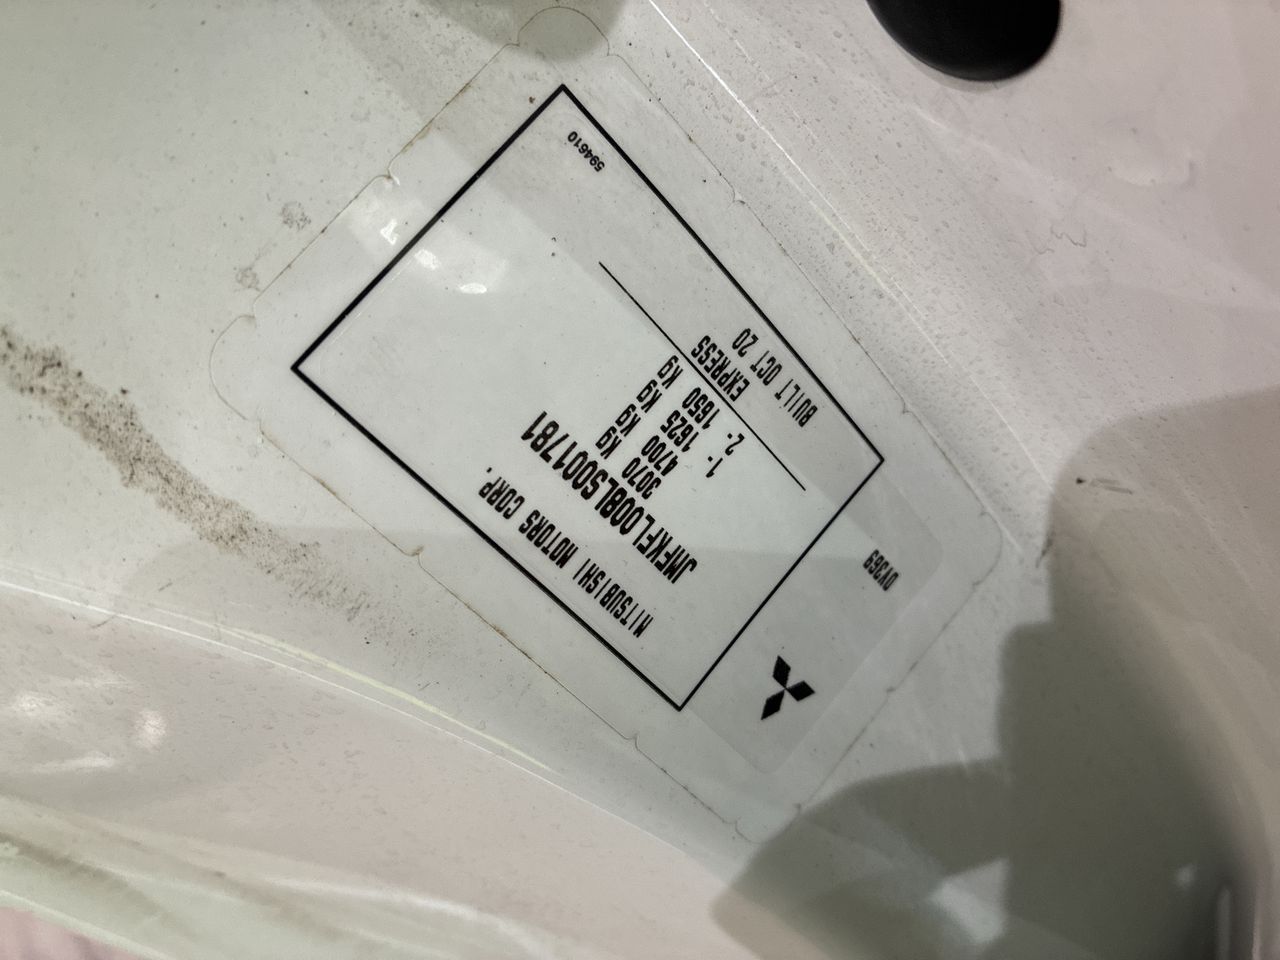 MITSUBISHI MOTORS CORP.
JMFXFL00BLS001781
3070 Kg
4700 Kg
1- 1625 Kg
2- 1650 Kg
EXPRESS
BUILT OCT 20
594610
OV369